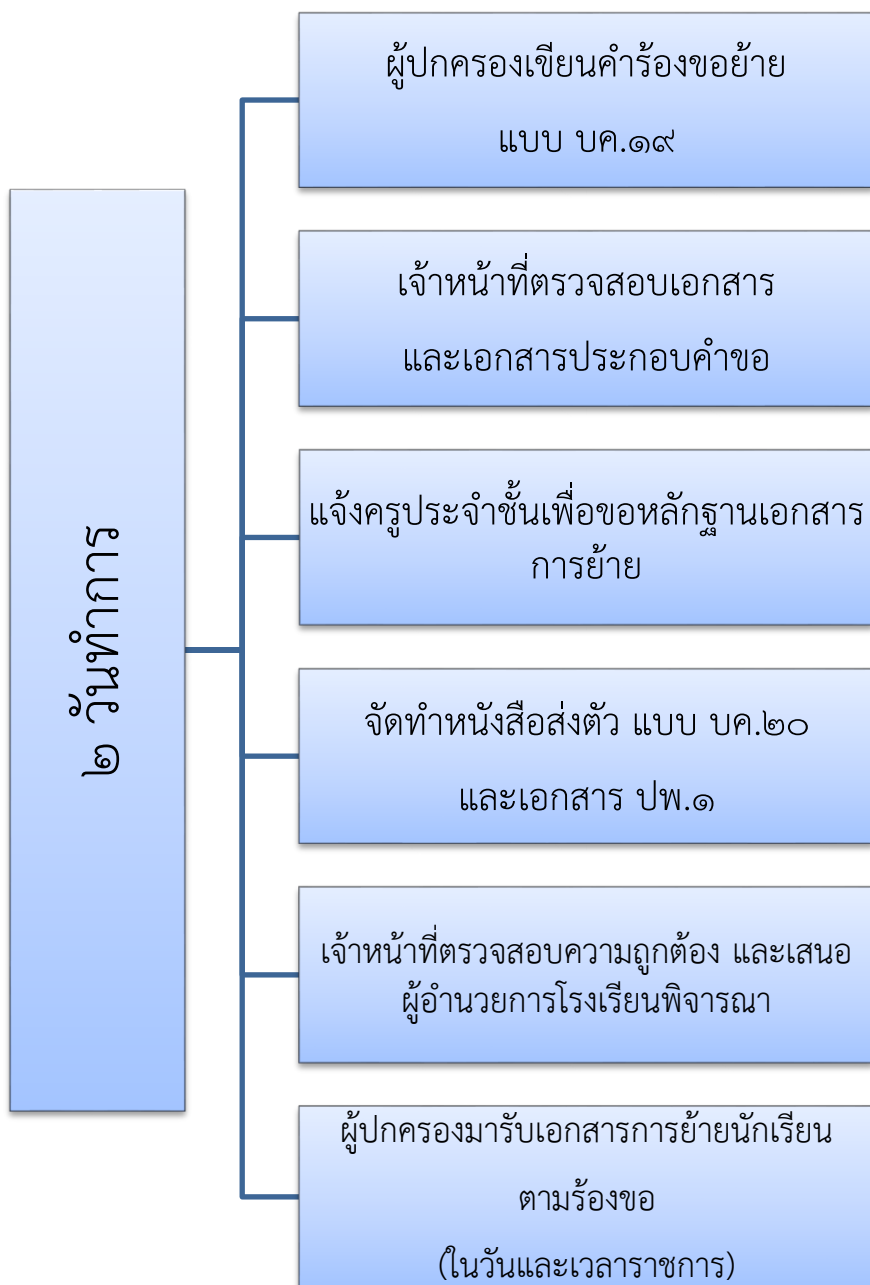 ๒ วันทำการ
ผู้ปกครองเขียนคำร้องขอย้าย
แบบ บค.๑๙
เจ้าหน้าที่ตรวจสอบเอกสาร
และเอกสารประกอบคำขอ
แจ้งครูประจำชั้นเพื่อขอหลักฐานเอกสาร
การย้าย
จัดทำหนังสือส่งตัว แบบ บค.๒๐
และเอกสาร ปพ.๑
เจ้าหน้าที่ตรวจสอบความถูกต้อง และเสนอ
ผู้อำนวยการโรงเรียนพิจารณา
ผู้ปกครองมารับเอกสารการย้ายนักเรียน
ตามร้องขอ
(ในวันและเวลาราชการ)